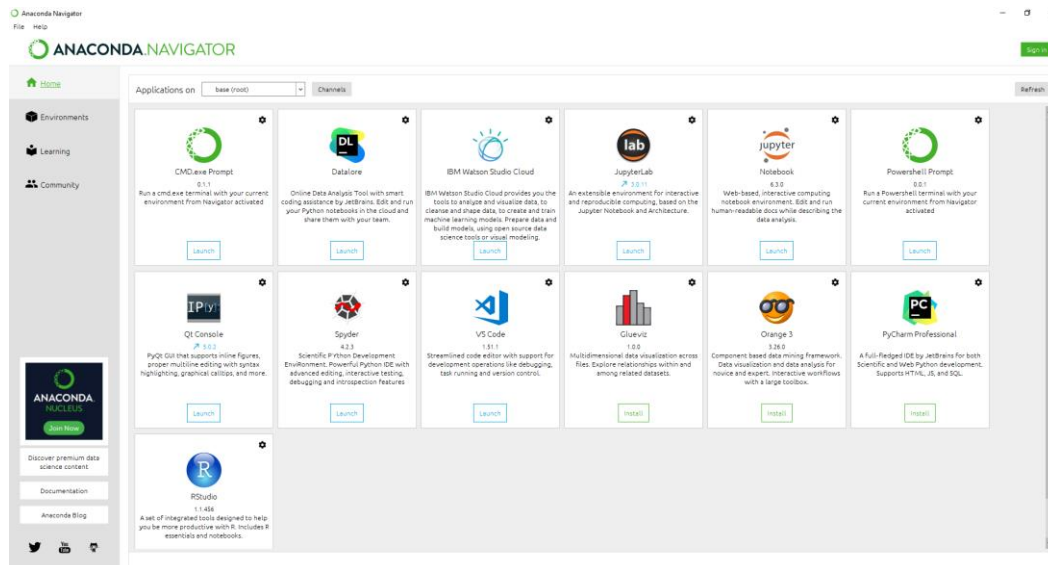 Anaconda Navigator
File Help
ANACONDA.NAVIGATOR
Sign in
Home
Environments
Learning
Community
Applications on base (root) Channels
Refresh
CMD.exe Prompt
0.1.1
Run a cmd.exe terminal with your current
environment from Navigator activated
Launch
DL
Datalore
Online Data Analysis Tool with smart
coding assistance by JetBrains. Edit and run
your Python notebooks in the cloud and
share them with your team.
Launch
IBM Watson Studio Cloud
IBM Watson Studio Cloud provides you the
tools to analyze and visualize data, to
cleanse and shape data, to create and train
machine learning models. Prepare data and
build models, using open source data
science tools or visual modeling.
Launch
lab
JupyterLab
3.0.11
An extensible environment for interactive
and reproducible computing, based on the
Jupyter Notebook and Architecture.
Launch
jupyter
Notebook
6.3.0
Web-based, interactive computing
notebook environment. Edit and run
human-readable docs while describing the
data analysis.
Launch
Powershell Prompt
0.0.1
Run a Powershell terminal with your
current environment from Navigator
activated
Launch
IP[y]:
Qt Console
5.0.3
PyQt GUI that supports inline figures,
proper multiline editing with syntax
highlighting, graphical calltips, and more.
Launch
Spyder
4.2.3
Scientific PYthon Development
EnviRonment. Powerful Python IDE with
advanced editing, interactive testing,
debugging and introspection features
Launch
VS Code
1.51.1
Streamlined code editor with support for
development operations like debugging,
task running and version control.
Launch
Glueviz
1.0.0
Multidimensional data visualization across
files. Explore relationships within and
among related datasets.
Install
Orange 3
3.26.0
Component based data mining framework.
Data visualization and data analysis for
novice and expert. Interactive workflows
with a large toolbox.
Install
PC
PyCharm Professional
A full-fledged IDE by JetBrains for both
Scientific and Web Python development.
Supports HTML, JS, and SQL.
Install
R
RStudio
1.1.456
A set of integrated tools designed to help
you be more productive with R. Includes R
essentials and notebooks.
ANACONDA.
NUCLEUS
Join Now
Discover premium data
science content
Documentation
Anaconda Blog
You
Tube